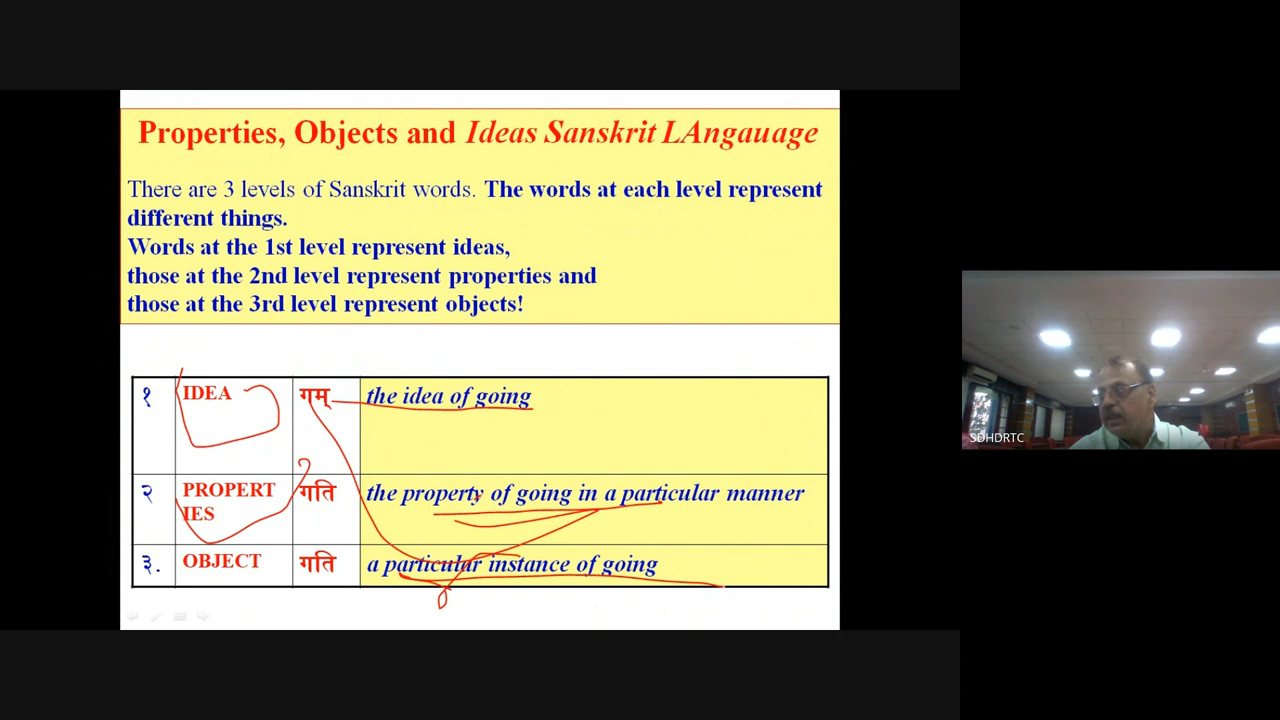 Properties, Objects and Ideas Sanskrit LAngauage
There are 3 levels of Sanskrit words. The words at each level represent
different things.
Words at the 1st level represent ideas,
those at the 2nd level represent properties and
those at the 3rd level represent objects!
१ IDEA गम् the idea of going
२ PROPERT गति the property of going in a particular manner
IES
३. OBJECT गति a particular instance of going
SDHDRTC